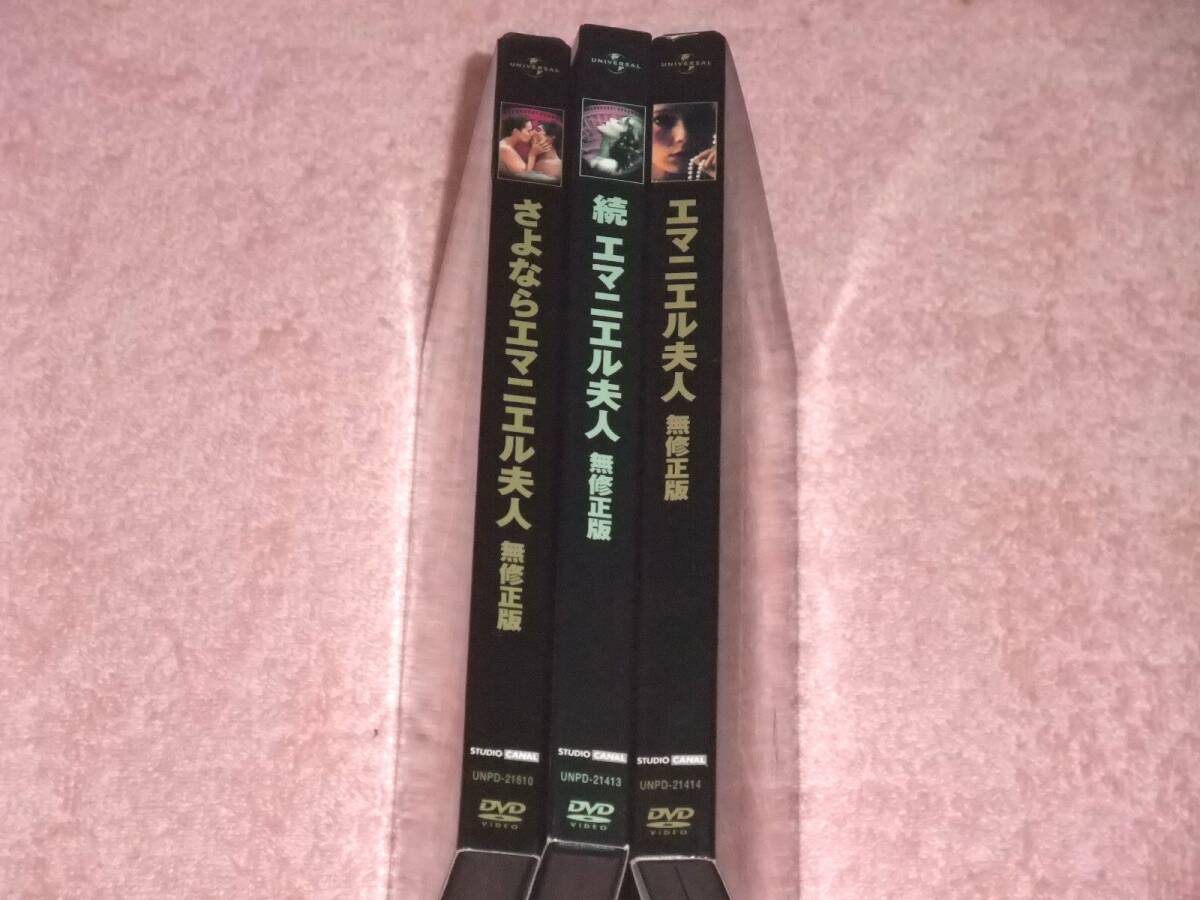 UNIVERSAL
さよならエマニエル夫人 無修正版
STUDIO CANAL
UNPD-21610
DVD
VIDEO
UNIVERSAL
続 エマニエル夫人 無修正版
STUDIO CANAL
UNPD-21413
DVD
VIDEO
UNIVERSAL
エマニエル夫人 無修正版
STUDIO CANAL
UNPD-21414
DVD
VIDEO